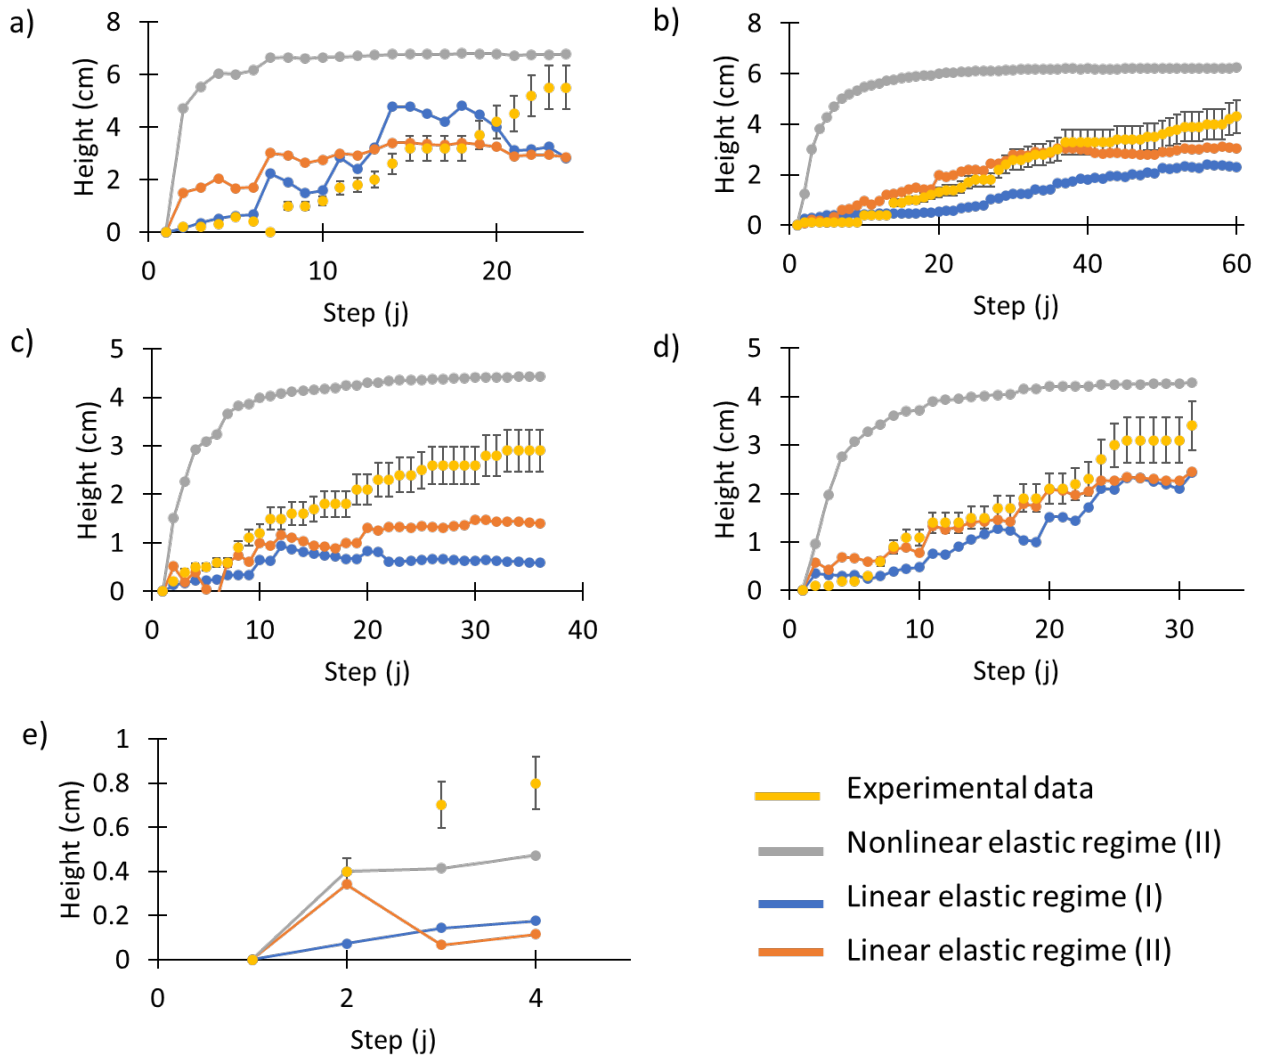 a)
8
6
4
2
0
Height (cm)
0 10 20
Step (j)
b)
8
6
4
2
0
Height (cm)
0 20 40 60
Step (j)
c)
5
4
3
2
1
0
Height (cm)
0 10 20 30 40
Step (j)
d)
5
4
3
2
1
0
Height (cm)
0 10 20 30
Step (j)
e)
1
0.8
0.6
0.4
0.2
0
Height (cm)
0 2 4
Step (j)
Experimental data
Nonlinear elastic regime (II)
Linear elastic regime (I)
Linear elastic regime (II)